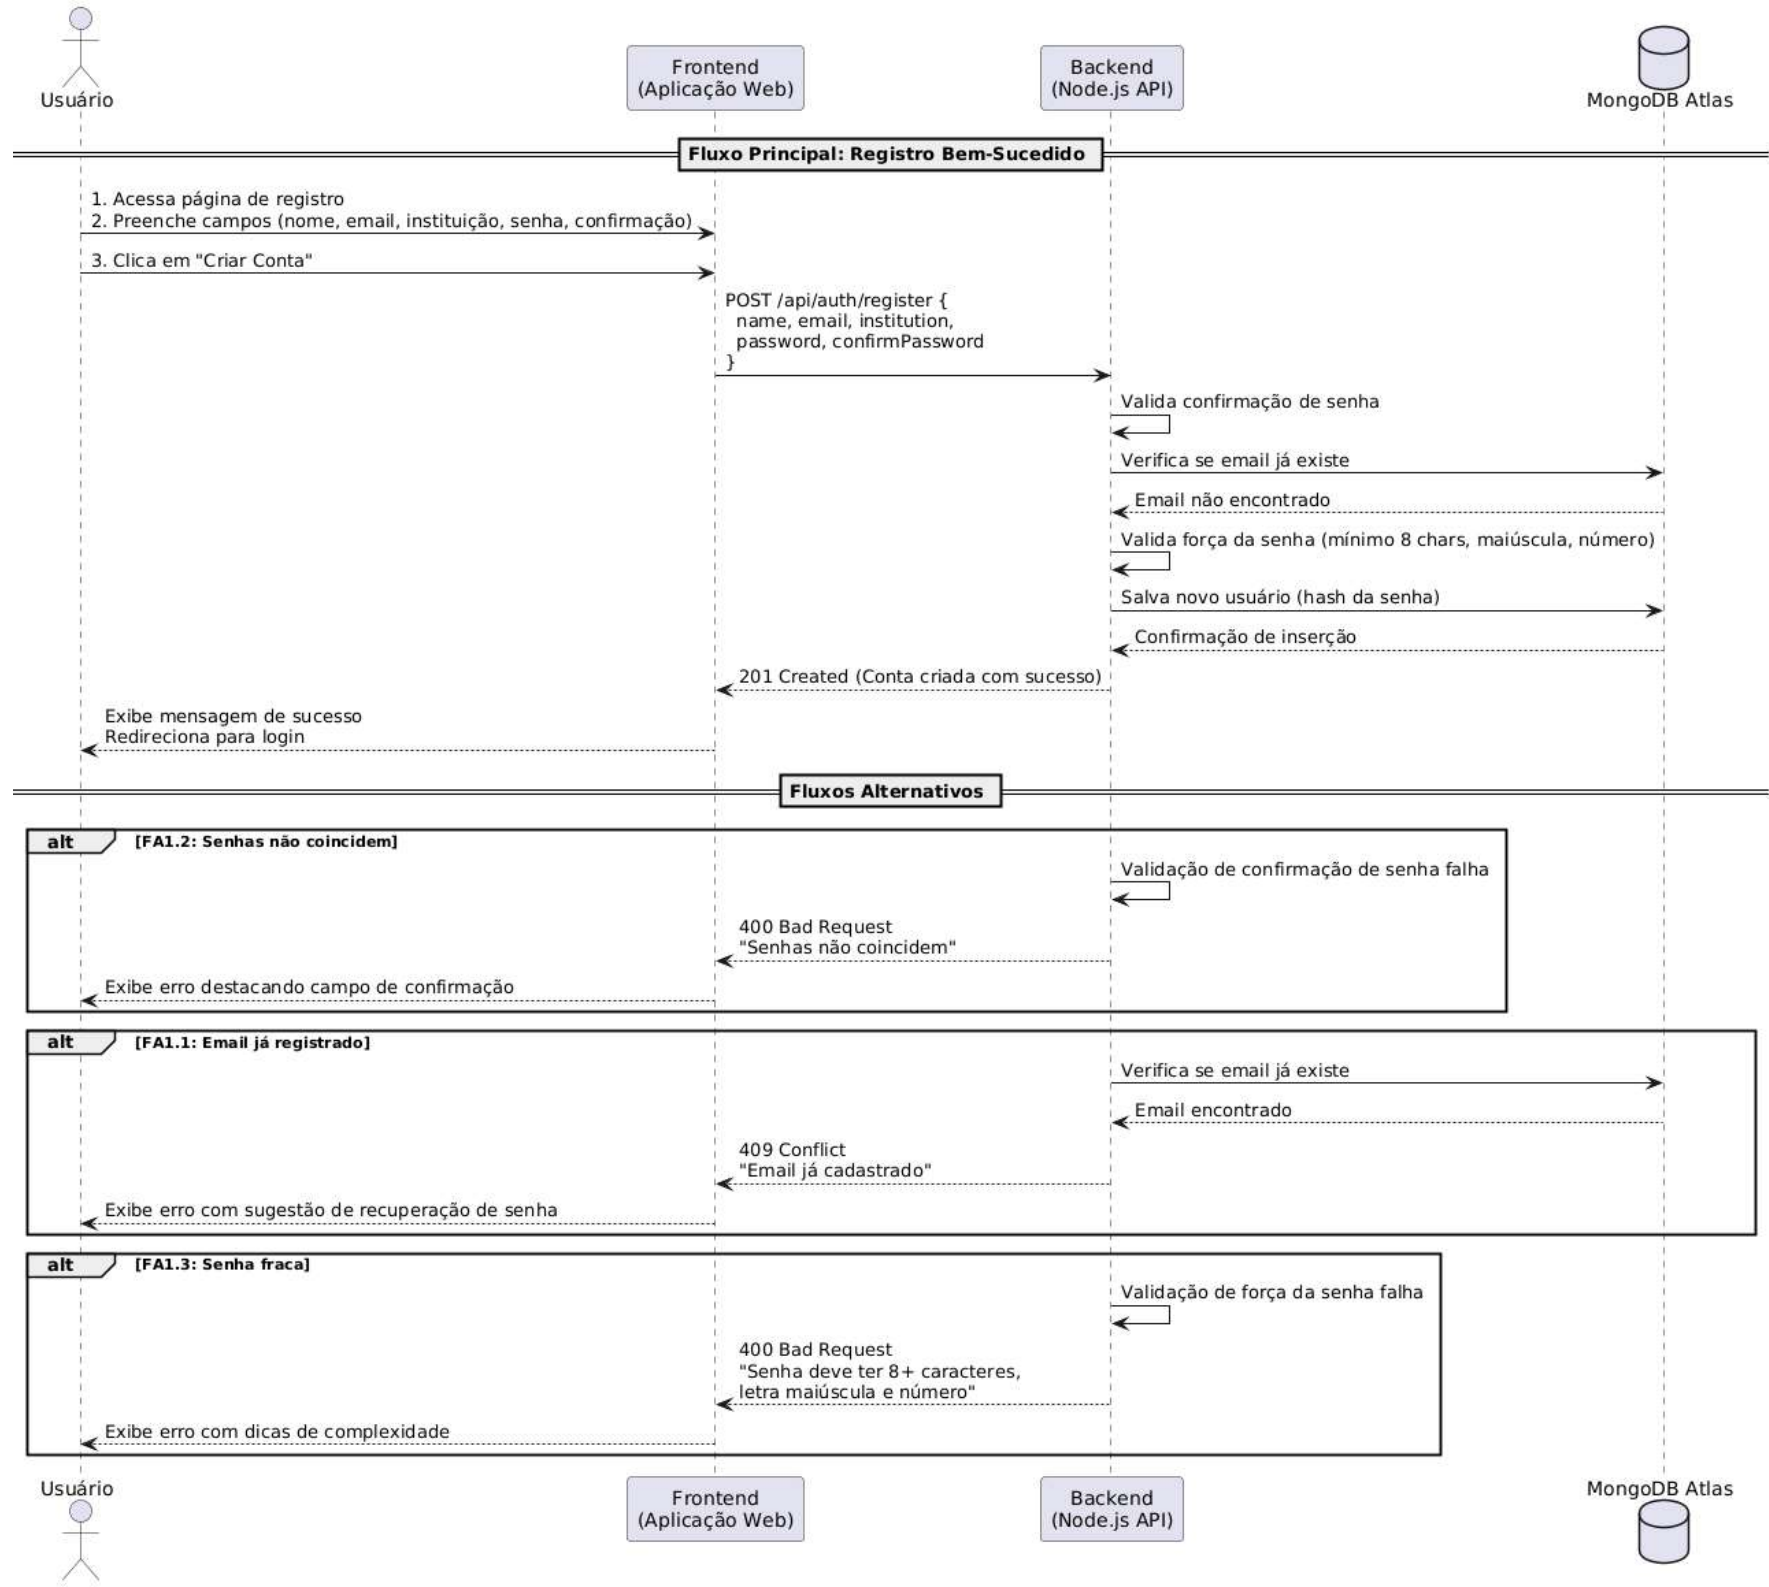 Usuário
Frontend
(Aplicação Web)
Backend
(Node.js API)
MongoDB Atlas
Fluxo Principal: Registro Bem-Sucedido
1. Acessa página de registro
2. Preenche campos (nome, email, instituição, senha, confirmação)
3. Clica em "Criar Conta"
POST /api/auth/register {
name, email, institution,
password, confirmPassword
}
Valida confirmação de senha
Verifica se email já existe
Email não encontrado
Valida força da senha (mínimo 8 chars, maiúscula, número)
Salva novo usuário (hash da senha)
Confirmação de inserção
201 Created (Conta criada com sucesso)
Exibe mensagem de sucesso
Redireciona para login
Fluxos Alternativos
alt [FA1.2: Senhas não coincidem]
Validação de confirmação de senha falha
400 Bad Request
"Senhas não coincidem"
Exibe erro destacando campo de confirmação
alt [FA1.1: Email já registrado]
Verifica se email já existe
Email encontrado
409 Conflict
"Email já cadastrado"
Exibe erro com sugestão de recuperação de senha
alt [FA1.3: Senha fraca]
Validação de força da senha falha
400 Bad Request
"Senha deve ter 8+ caracteres,
letra maiúscula e número"
Exibe erro com dicas de complexidade
Usuário
Frontend
(Aplicação Web)
Backend
(Node.js API)
MongoDB Atlas